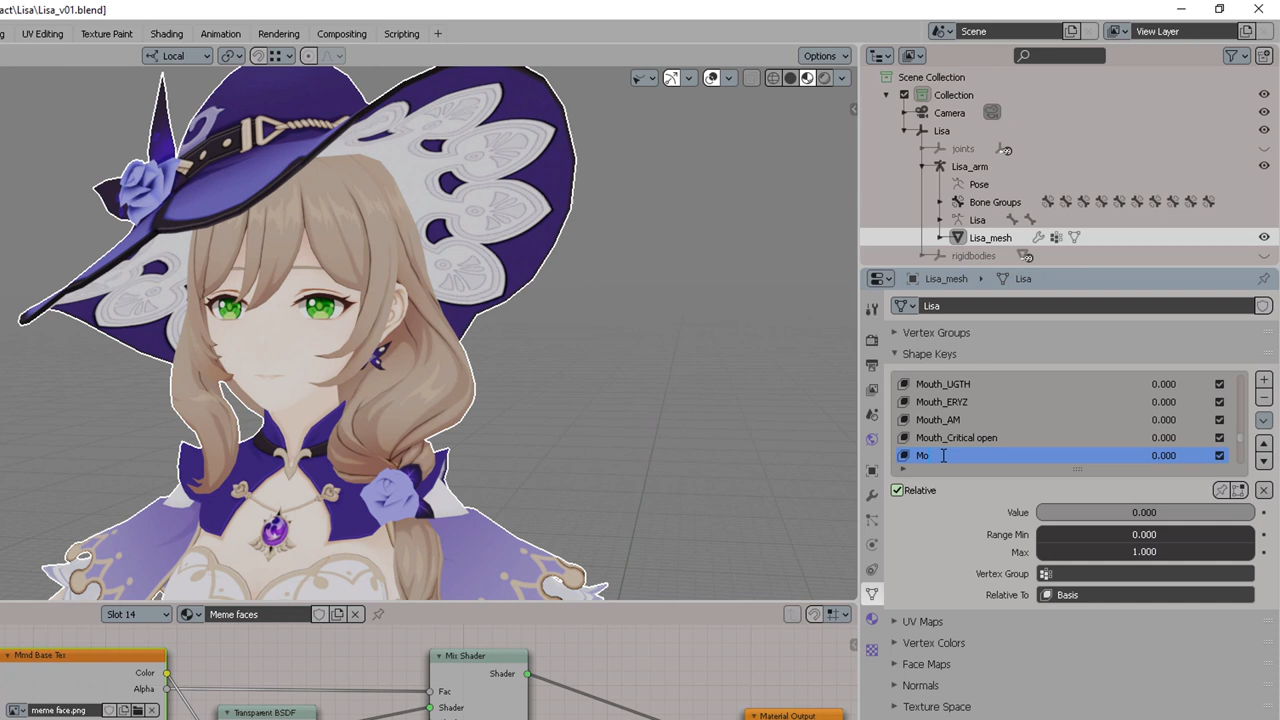 act\Lisa\Lisa_v01.blend]
UV Editing Texture Paint Shading Animation Rendering Compositing Scripting +
Scene View Layer
Local Options
Scene Collection
Collection
Camera
Lisa
joints 99
Lisa_arm
Pose
Bone Groups
Lisa
Lisa_mesh
rigidbodies 99
Lisa_mesh Lisa
Lisa
Vertex Groups
Shape Keys
Mouth_UGTH 0.000
Mouth_ERYZ 0.000
Mouth_AM 0.000
Mouth_Critical open 0.000
Mo 0.000
Relative
Value 0.000
Range Min 0.000
Max 1.000
Vertex Group
Relative To Basis
UV Maps
Vertex Colors
Face Maps
Normals
Texture Space
Slot 14 Meme faces
Mmd Base Tex
Color
Alpha
meme face.png
Transparent BSDF
Mix Shader
Shader
Fac
Shader
Material Output